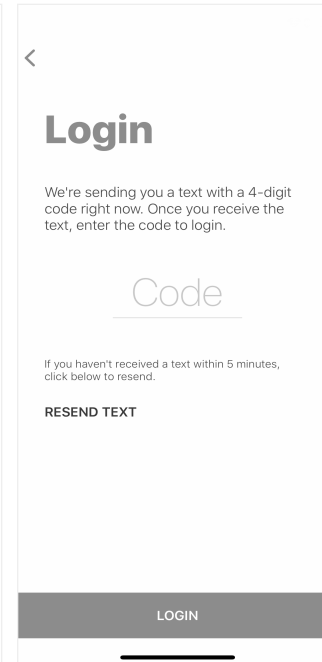 Login
We're sending you a text with a 4-digit
code right now. Once you receive the
text, enter the code to login.
Code
If you haven't received a text within 5 minutes,
click below to resend.
RESEND TEXT
LOGIN